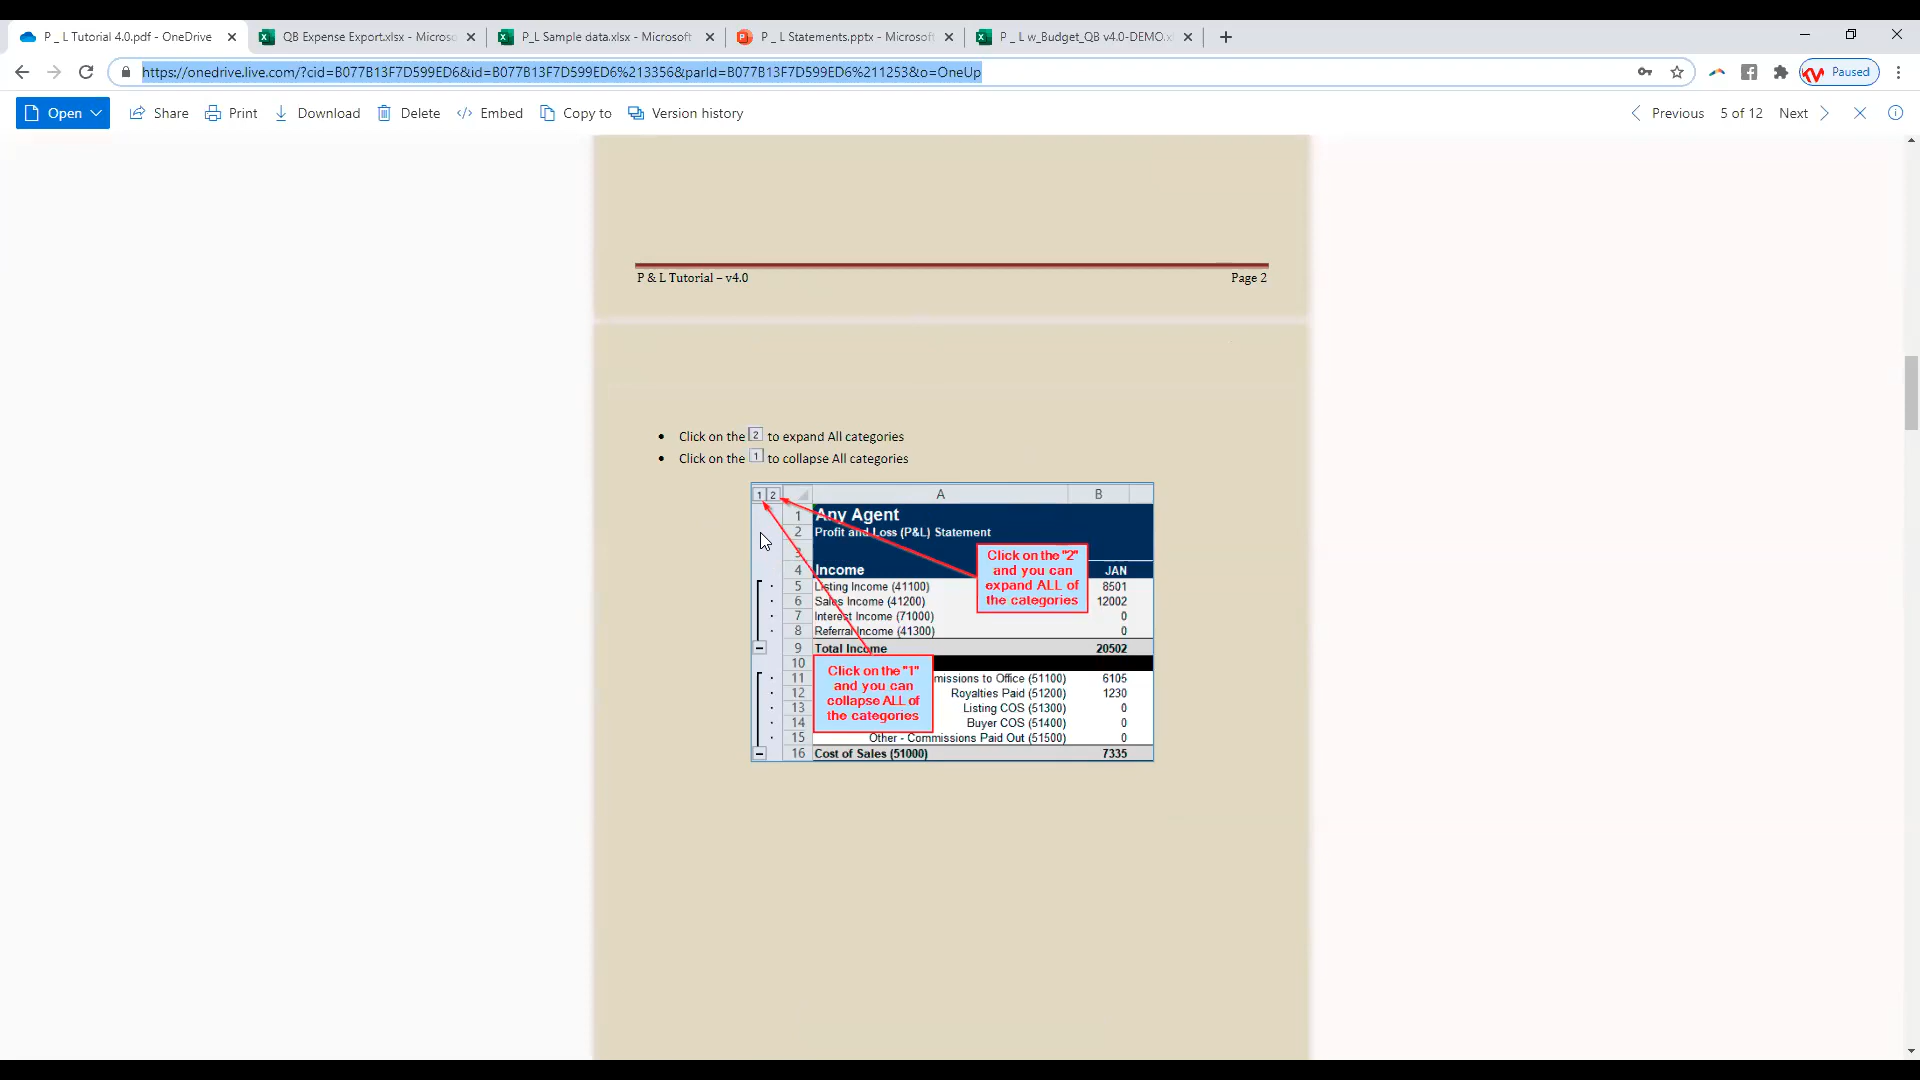 P _ L Tutorial 4.0.pdf - OneDrive
QB Expense Export.xlsx - Microso
P_L Sample data.xlsx - Microsoft
P _ L Statements.pptx - Microsoft
P _ L w_Budget_QB v4.0-DEMO.x
https://onedrive.live.com/?cid=B077B13F7D599ED6&id=B077B13F7D599ED6%213356&parId=B077B13F7D599ED6%211253&o=OneUp
Paused
Open
Share
Print
Download
Delete
Embed
Copy to
Version history
Previous
5 of 12
Next
P & L Tutorial – v4.0
Page 2
• Click on the 2 to expand All categories
• Click on the 1 to collapse All categories
1 2 A B
1 Any Agent
2 Profit and Loss (P&L) Statement
3
4 Income JAN
5 Listing Income (41100) 8501
6 Sales Income (41200) 12002
7 Interest Income (71000) 0
8 Referral Income (41300) 0
9 Total Income 20502
10
11 missions to Office (51100) 6105
12 Royalties Paid (51200) 1230
13 Listing COS (51300) 0
14 Buyer COS (51400) 0
15 Other - Commissions Paid Out (51500) 0
16 Cost of Sales (51000) 7335
Click on the "2"
and you can
expand ALL of
the categories
Click on the "1"
and you can
collapse ALL of
the categories